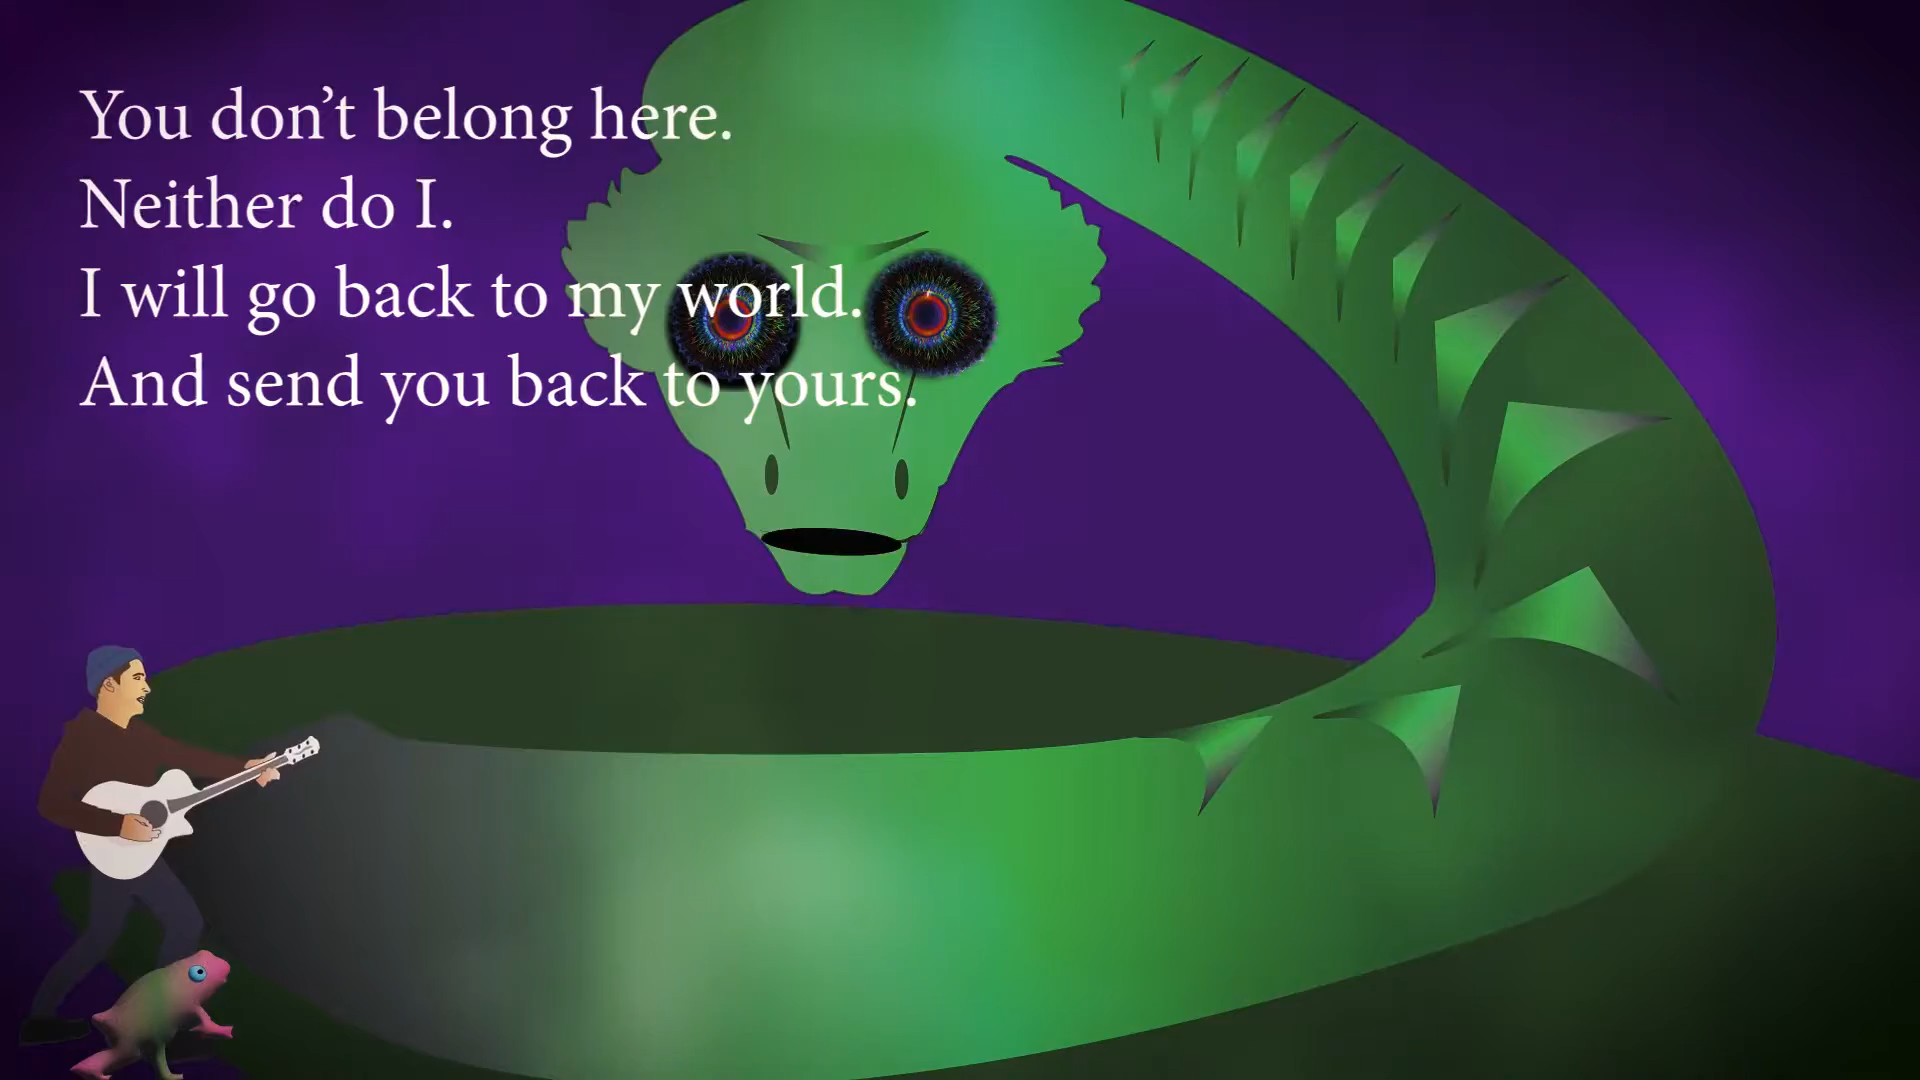 You don’t belong here.
Neither do I.
I will go back to my world.
And send you back to yours.